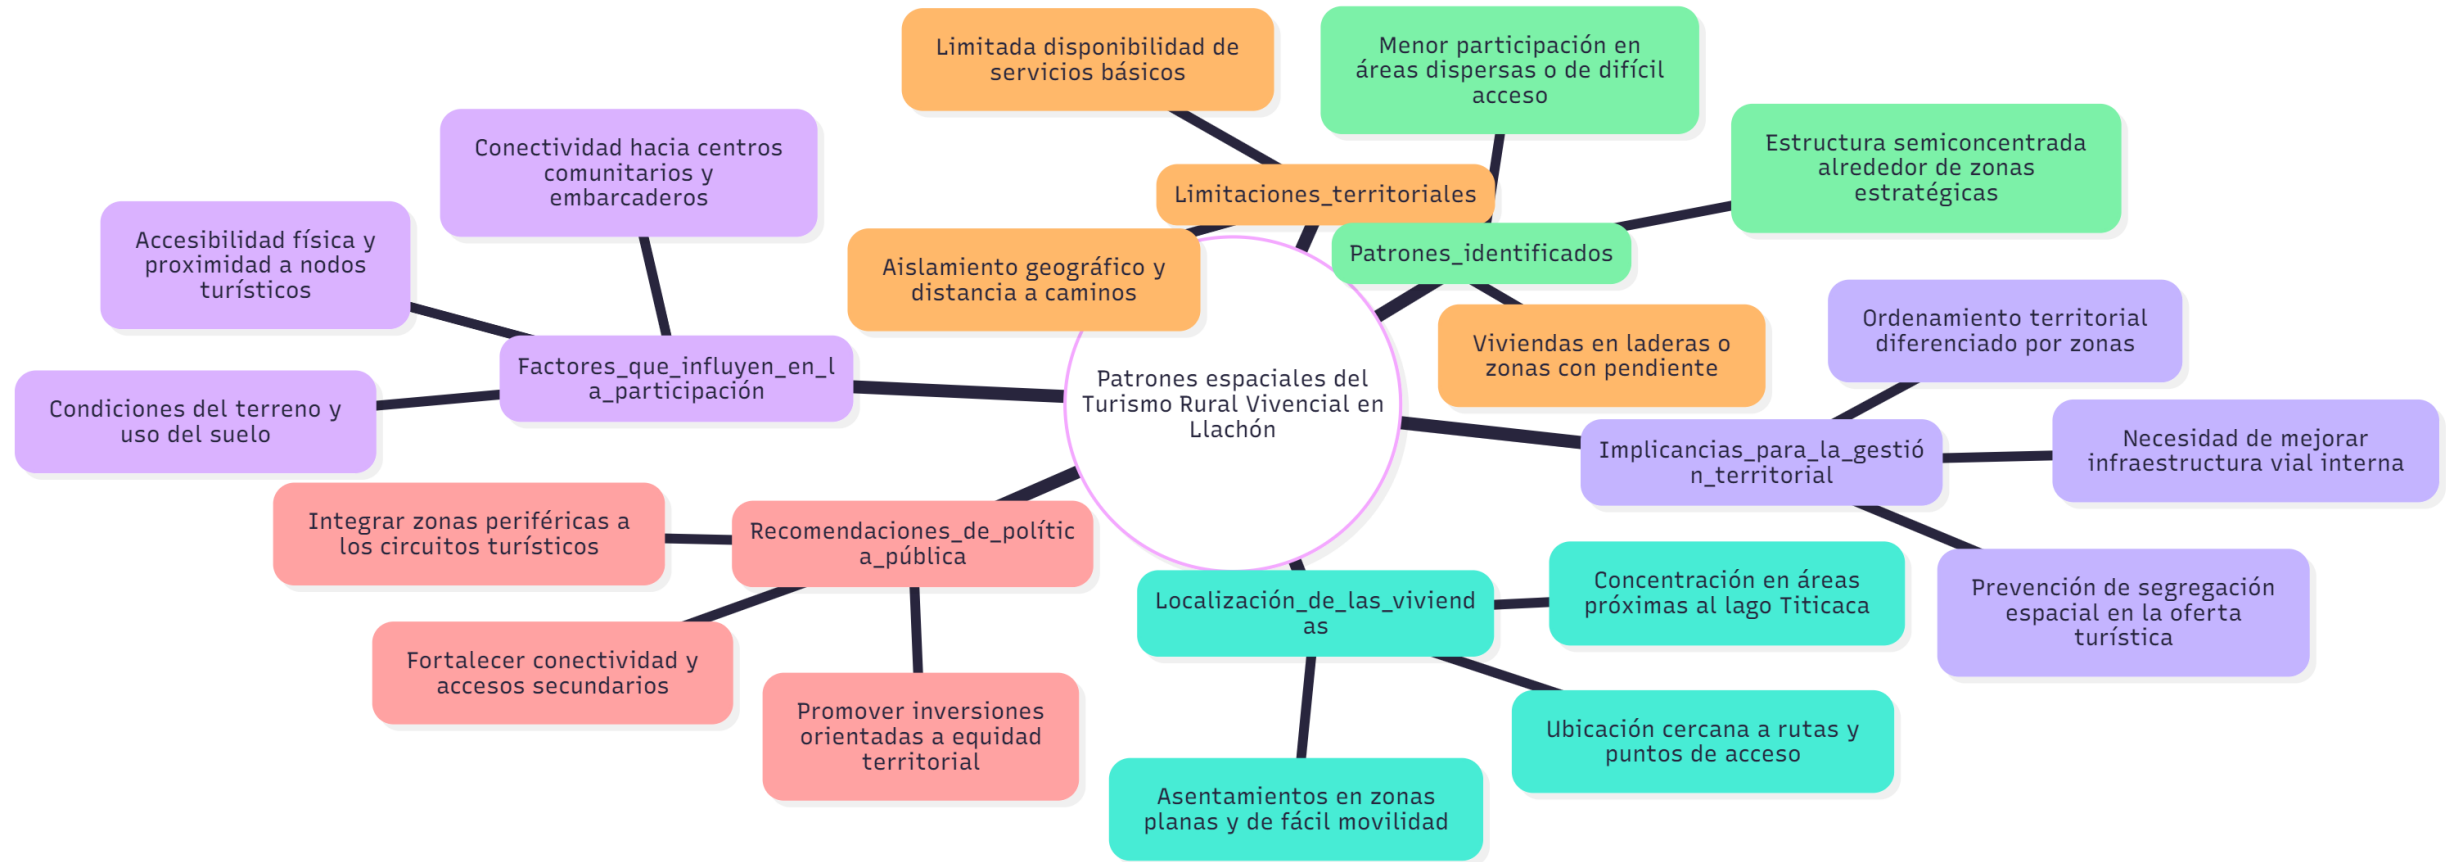 Limitada disponibilidad de
servicios básicos
Menor participación en
áreas dispersas o de difícil
acceso
Estructura semiconcentrada
alrededor de zonas
estratégicas
Conectividad hacia centros
comunitarios y
embarcaderos
Limitaciones_territoriales
Accesibilidad física y
proximidad a nodos
turísticos
Patrones_identificados
Aislamiento geográfico y
distancia a caminos
Ordenamiento territorial
diferenciado por zonas
Viviendas en laderas o
zonas con pendiente
Factores_que_influyen_en_l
a_participación
Patrones espaciales del
Turismo Rural Vivencial en
Llachón
Condiciones del terreno y
uso del suelo
Implicancias_para_la_gestió
n_territorial
Necesidad de mejorar
infraestructura vial interna
Integrar zonas periféricas a
los circuitos turísticos
Recomendaciones_de_polític
a_pública
Localización_de_las_viviend
as
Concentración en áreas
próximas al lago Titicaca
Prevención de segregación
espacial en la oferta
turística
Fortalecer conectividad y
accesos secundarios
Promover inversiones
orientadas a equidad
territorial
Ubicación cercana a rutas y
puntos de acceso
Asentamientos en zonas
planas y de fácil movilidad